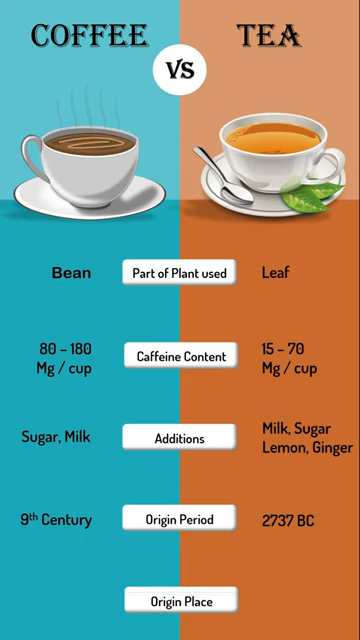 COFFEE
VS
TEA
Bean
Part of Plant used
Leaf
80 – 180
Mg / cup
Caffeine Content
15 – 70
Mg / cup
Sugar, Milk
Additions
Milk, Sugar
Lemon, Ginger
9th Century
Origin Period
2737 BC
Origin Place